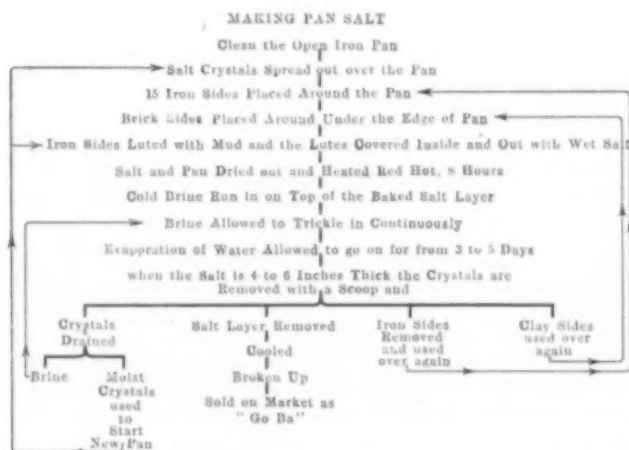 MAKING PAN SALT
Clean the Open Iron Pan
Salt Crystals Spread out over the Pan
15 Iron Sides Placed Around the Pan
Brick Sides Placed Around Under the Edge of Pan
Iron Sides Luted with Mud and the Lutes Covered Inside and Out with Wet Salt
Salt and Pan Dried out and Heated Red Hot, 8 Hours
Cold Brine Run in on Top of the Baked Salt Layer
Brine Allowed to Trickle in Continuously
Evaporation of Water Allowed to go on for from 3 to 5 Days
when the Salt is 4 to 6 Inches Thick the Crystals are
Removed with a Scoop and
Crystals
Drained
Brine
Moist
Crystals
used
to
Start
New Pan
Salt Layer Removed
Cooled
Broken Up
Sold on Market as
"Go Ba"
Iron Sides
Removed
and used
over again
Clay Sides
used over
again